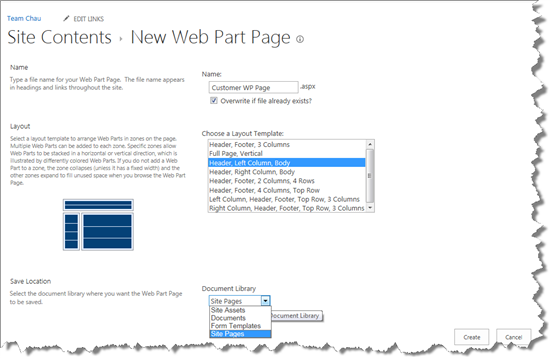 Team Chau
EDIT LINKS
Site Contents › New Web Part Page
Name
Type a file name for your Web Part Page. The file name appears
in headings and links throughout the site.
Name:
Customer WP Page
.aspx
Overwrite if file already exists?
Layout
Select a layout template to arrange Web Parts in zones on the page.
Multiple Web Parts can be added to each zone. Specific zones allow
Web Parts to be stacked in a horizontal or vertical direction, which is
illustrated by differently colored Web Parts. If you do not add a Web
Part to a zone, the zone collapses (unless it has a fixed width) and the
other zones expand to fill unused space when you browse the Web
Part Page.
Choose a Layout Template:
Header, Footer, 3 Columns
Full Page, Vertical
Header, Left Column, Body
Header, Right Column, Body
Header, Footer, 2 Columns, 4 Rows
Header, Footer, 4 Columns, Top Row
Left Column, Header, Footer, Top Row, 3 Columns
Right Column, Header, Footer, Top Row, 3 Columns
Save Location
Select the document library where you want the Web Part Page
to be saved.
Document Library
Site Pages
Site Assets
Documents
Form Templates
Site Pages
Document Library
Create
Cancel